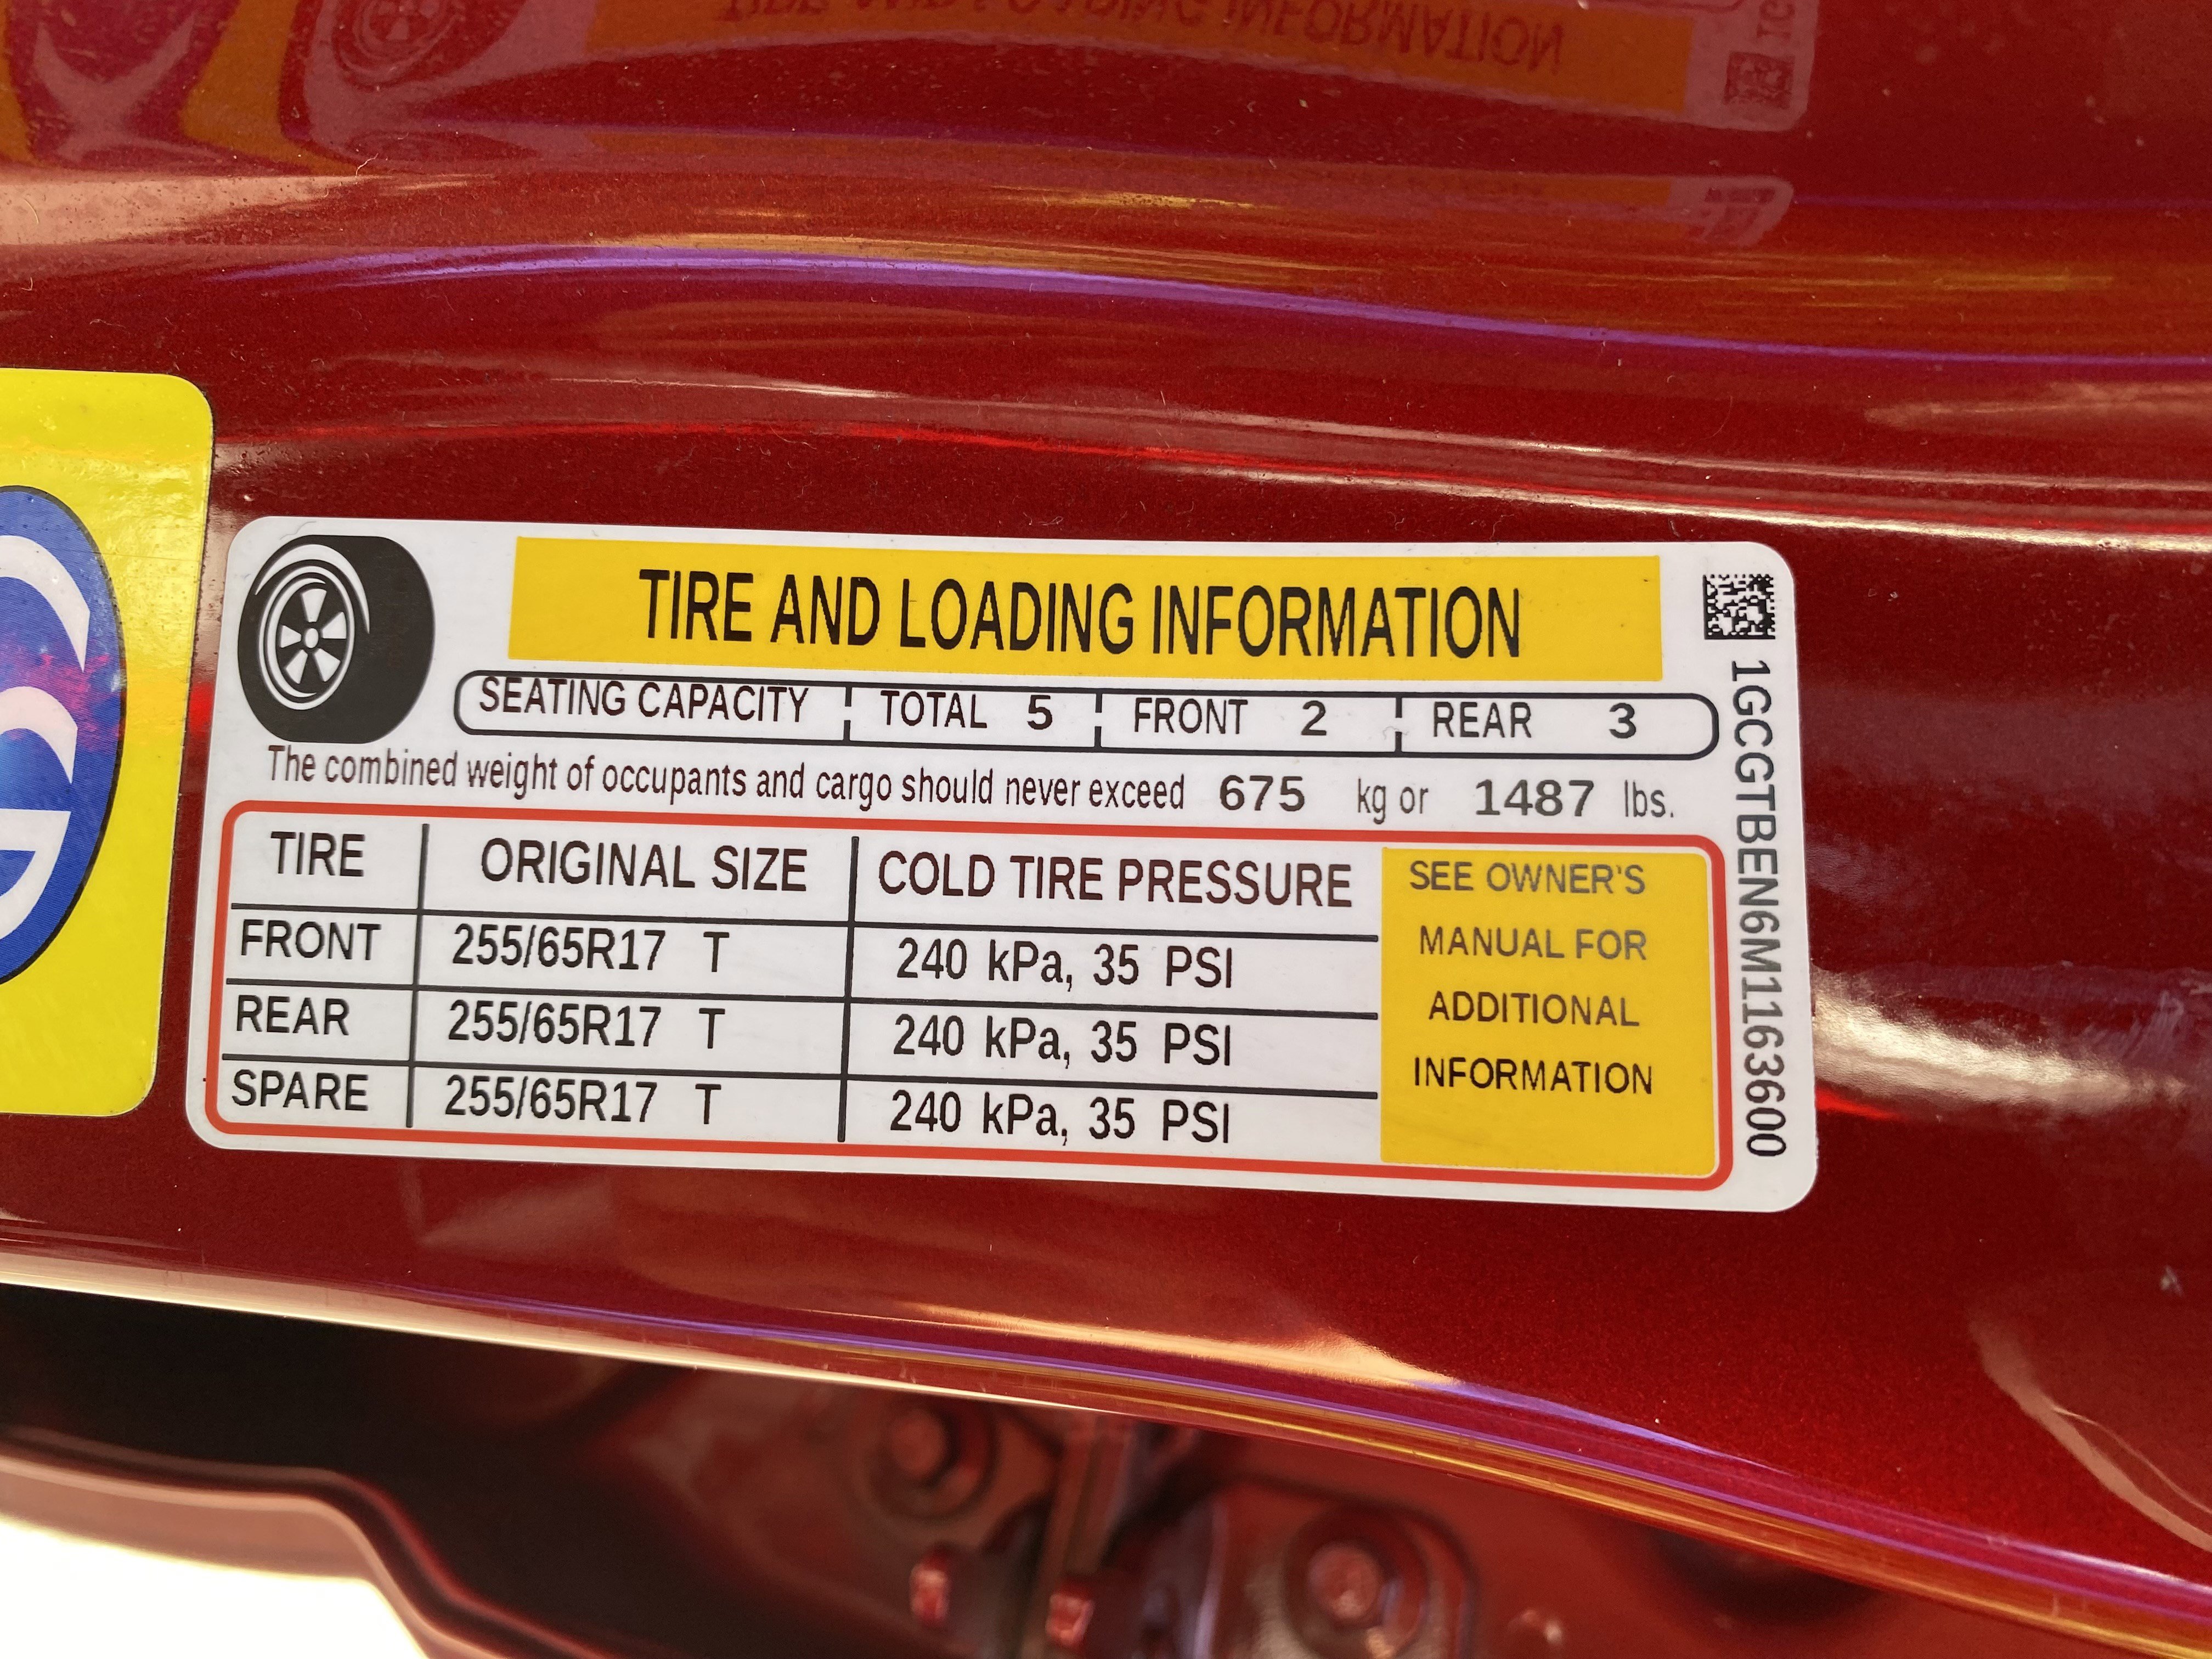 TIRE AND LOADING INFORMATION
SEATING CAPACITY TOTAL 5 FRONT 2 REAR 3
The combined weight of occupants and cargo should never exceed 675 kg or 1487 lbs.
TIRE ORIGINAL SIZE COLD TIRE PRESSURE
FRONT 255/65R17 T 240 kPa, 35 PSI
REAR 255/65R17 T 240 kPa, 35 PSI
SPARE 255/65R17 T 240 kPa, 35 PSI
SEE OWNER'S
MANUAL FOR
ADDITIONAL
INFORMATION
1GCGTBEN6M1163600